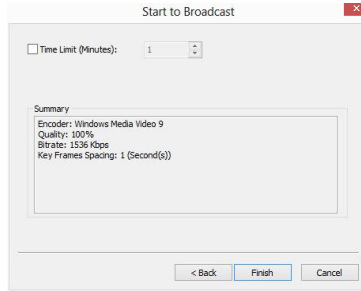 Start to Broadcast
Time Limit (Minutes): 1
Summary
Encoder: Windows Media Video 9
Quality: 100%
Bitrate: 1536 Kbps
Key Frames Spacing: 1 (Second(s))
< Back Finish Cancel